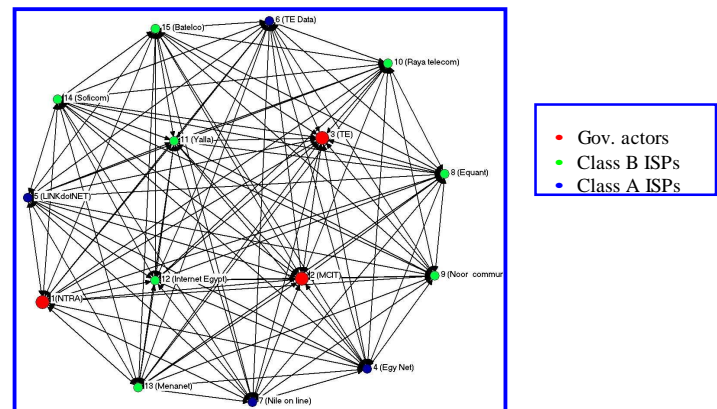 15 (Batelco)
6 (TE Data)
10 (Raya telecom)
14 (Soficom)
11 (Yalla)
3 (TE)
8 (Equant)
5 (LINKdotNET)
12 (Internet Egypt)
2 (MCIT)
9 (Noor commun
1(NTRA)
4 (Egy Net)
13 (Menanet)
7 (Nile on line)
Gov. actors
Class B ISPs
Class A ISPs